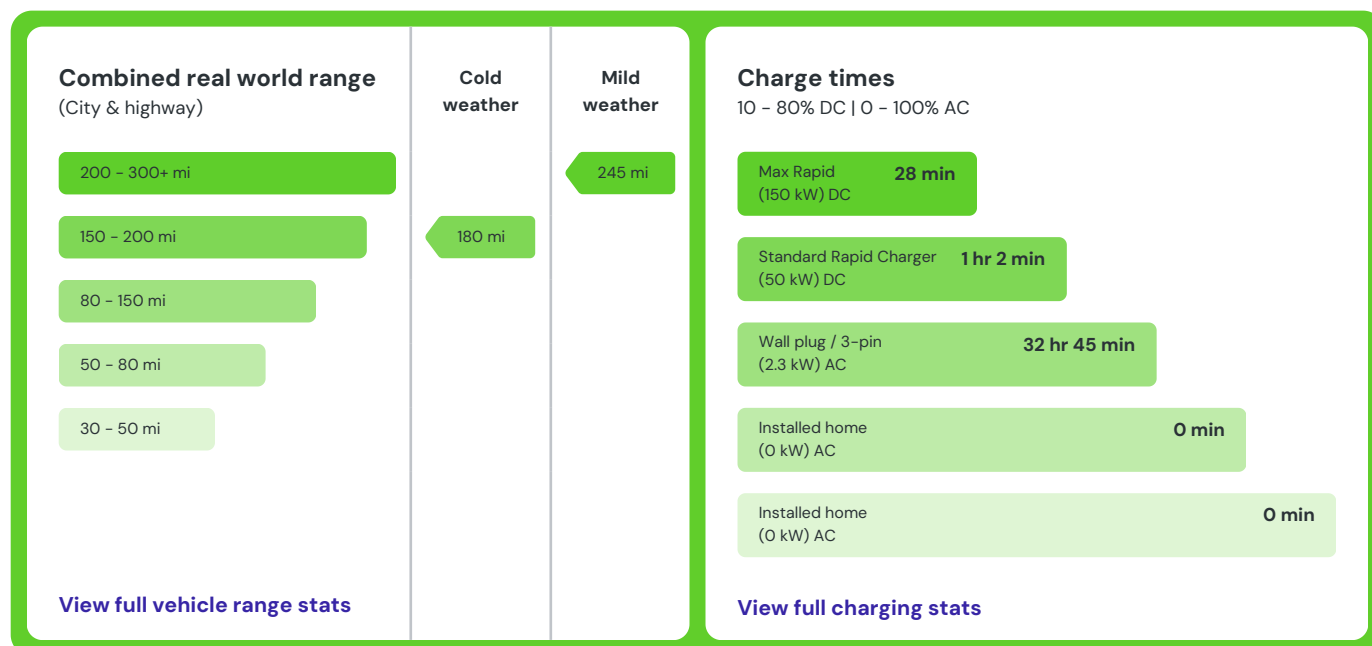 Combined real world range
(City & highway)
Cold
weather
Mild
weather
200 - 300+ mi
245 mi
150 - 200 mi
180 mi
80 - 150 mi
50 - 80 mi
30 - 50 mi
View full vehicle range stats
Charge times
10 - 80% DC | 0 - 100% AC
Max Rapid
(150 kW) DC
28 min
Standard Rapid Charger
(50 kW) DC
1 hr 2 min
Wall plug / 3-pin
(2.3 kW) AC
32 hr 45 min
Installed home
(0 kW) AC
0 min
Installed home
(0 kW) AC
0 min
View full charging stats